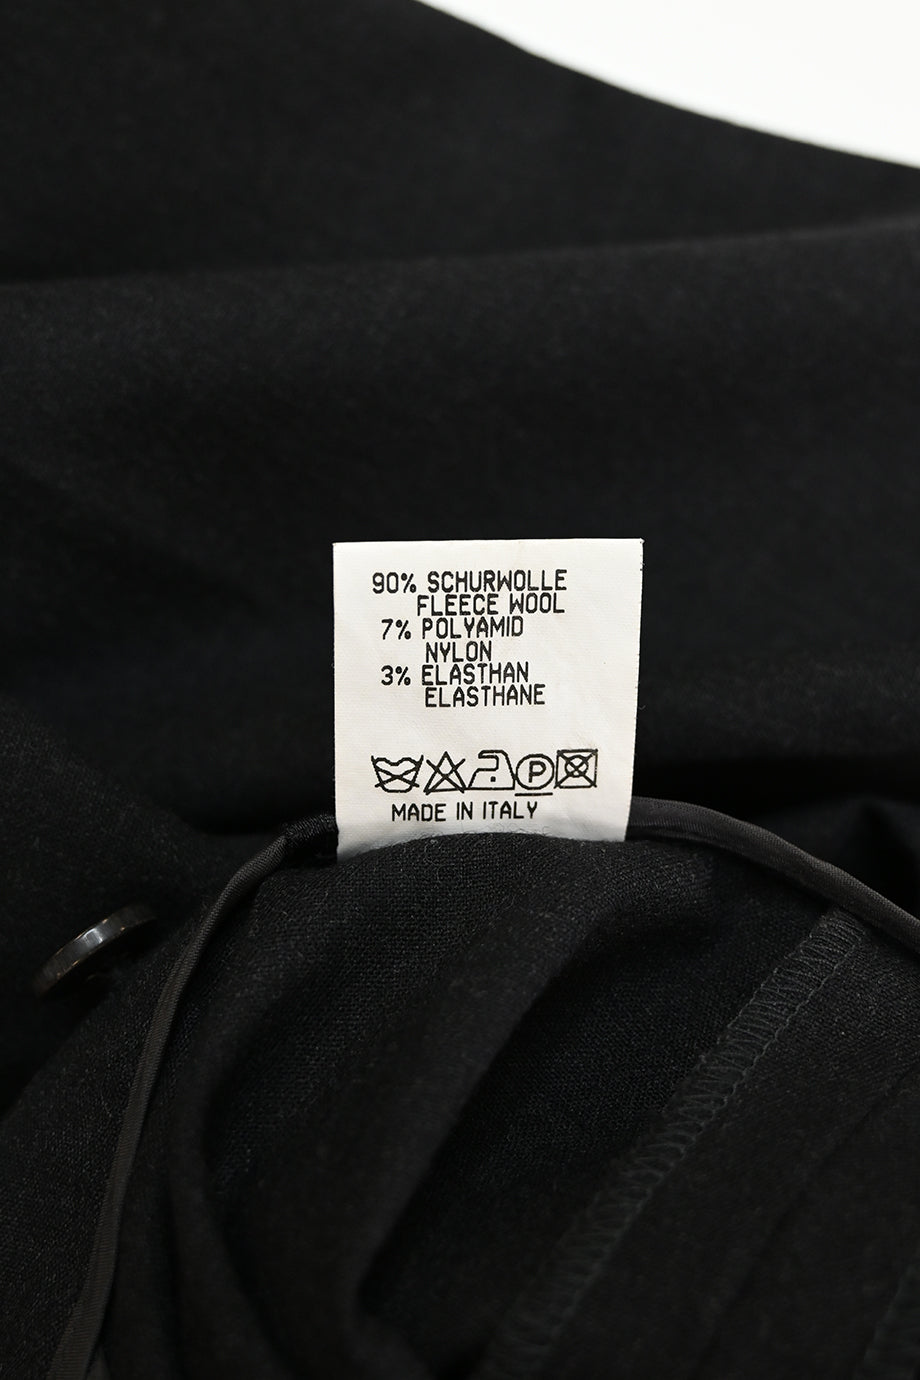 90% SCHURWOLLE
FLEECE WOOL
7% POLYAMID
NYLON
3% ELASTHAN
ELASTHANE
P
MADE IN ITALY